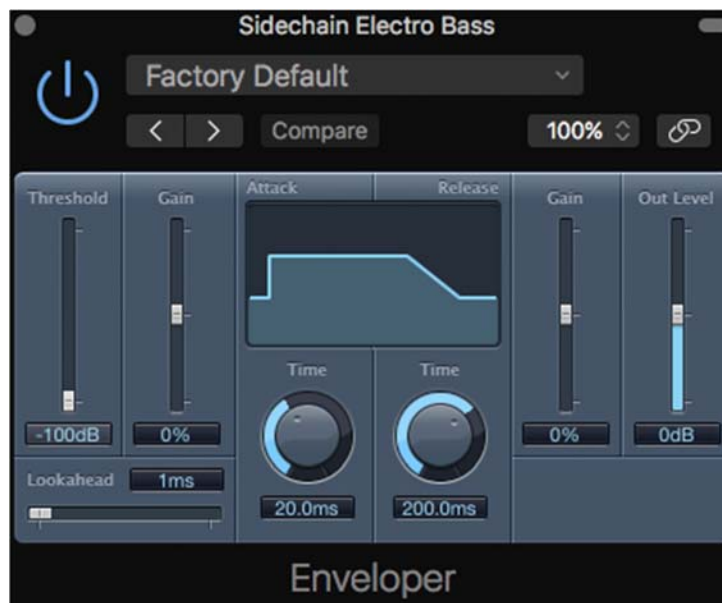 Sidechain Electro Bass
Factory Default
Compare
100%
Threshold
Gain
Attack
Release
Gain
Out Level
Time
Time
-100dB
0%
0%
0dB
Lookahead
1ms
20.0ms
200.0ms
Enveloper